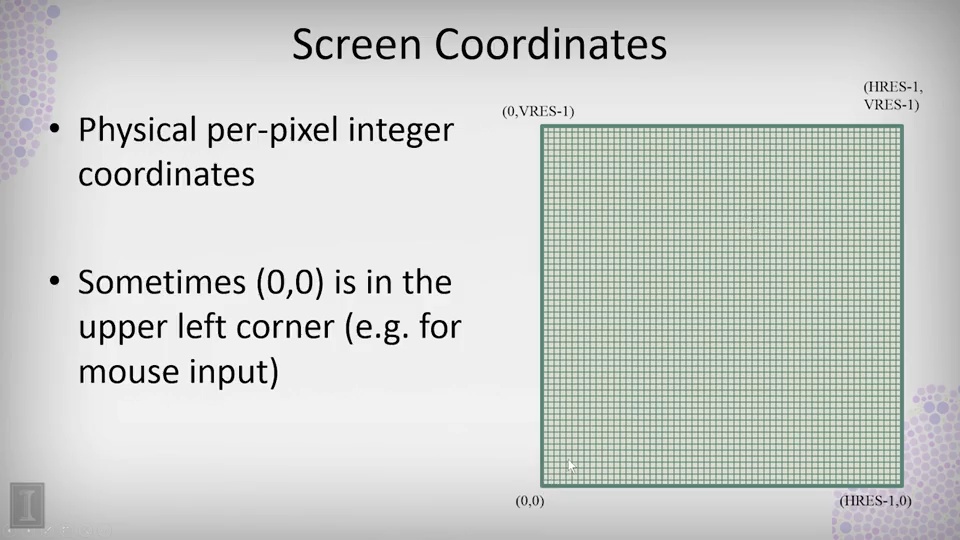 Screen Coordinates
• Physical per-pixel integer
coordinates
• Sometimes (0,0) is in the
upper left corner (e.g. for
mouse input)
(0,VRES-1)
(HRES-1,
VRES-1)
(0,0)
(HRES-1,0)
I